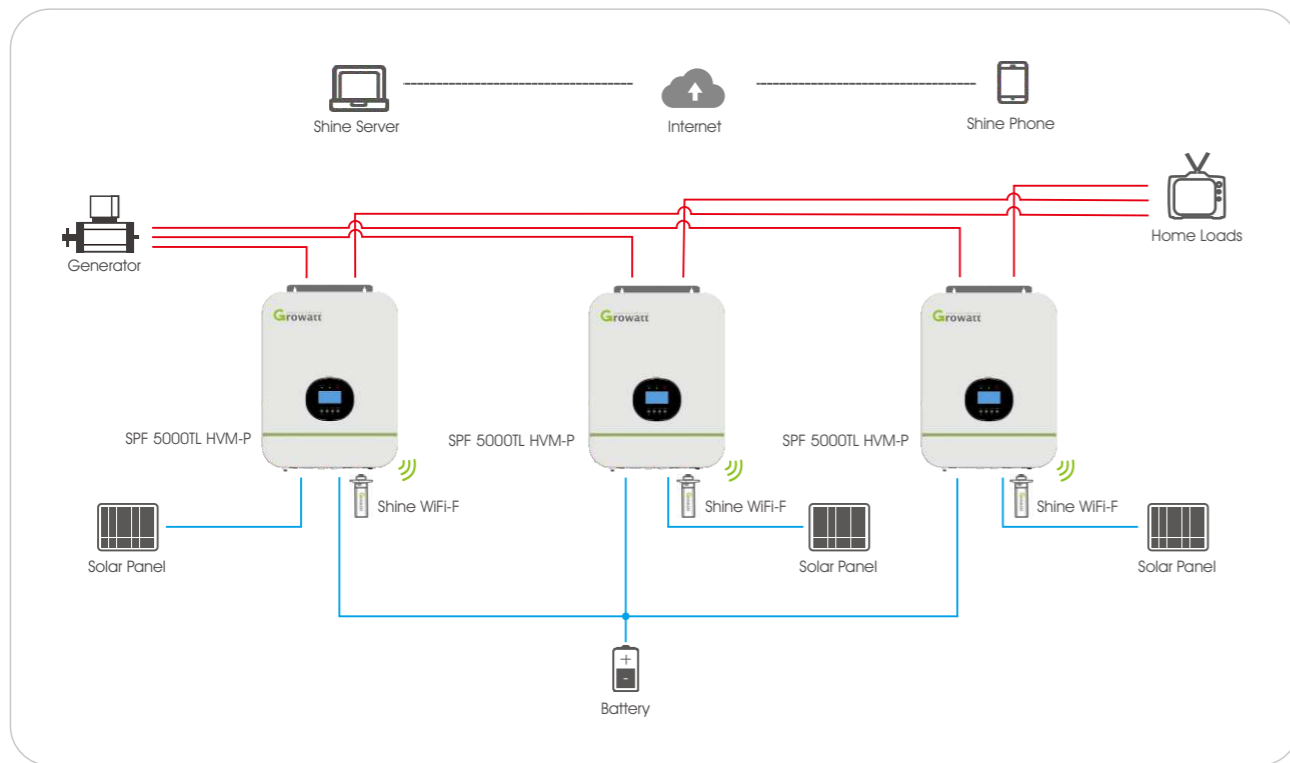 Shine Server
Internet
Shine Phone
Generator
Home Loads
Growatt
Growatt
Growatt
SPF 5000TL HVM-P
SPF 5000TL HVM-P
SPF 5000TL HVM-P
Shine WiFi-F
Shine WiFi-F
Shine WiFi-F
Solar Panel
Solar Panel
Solar Panel
+
-
Battery